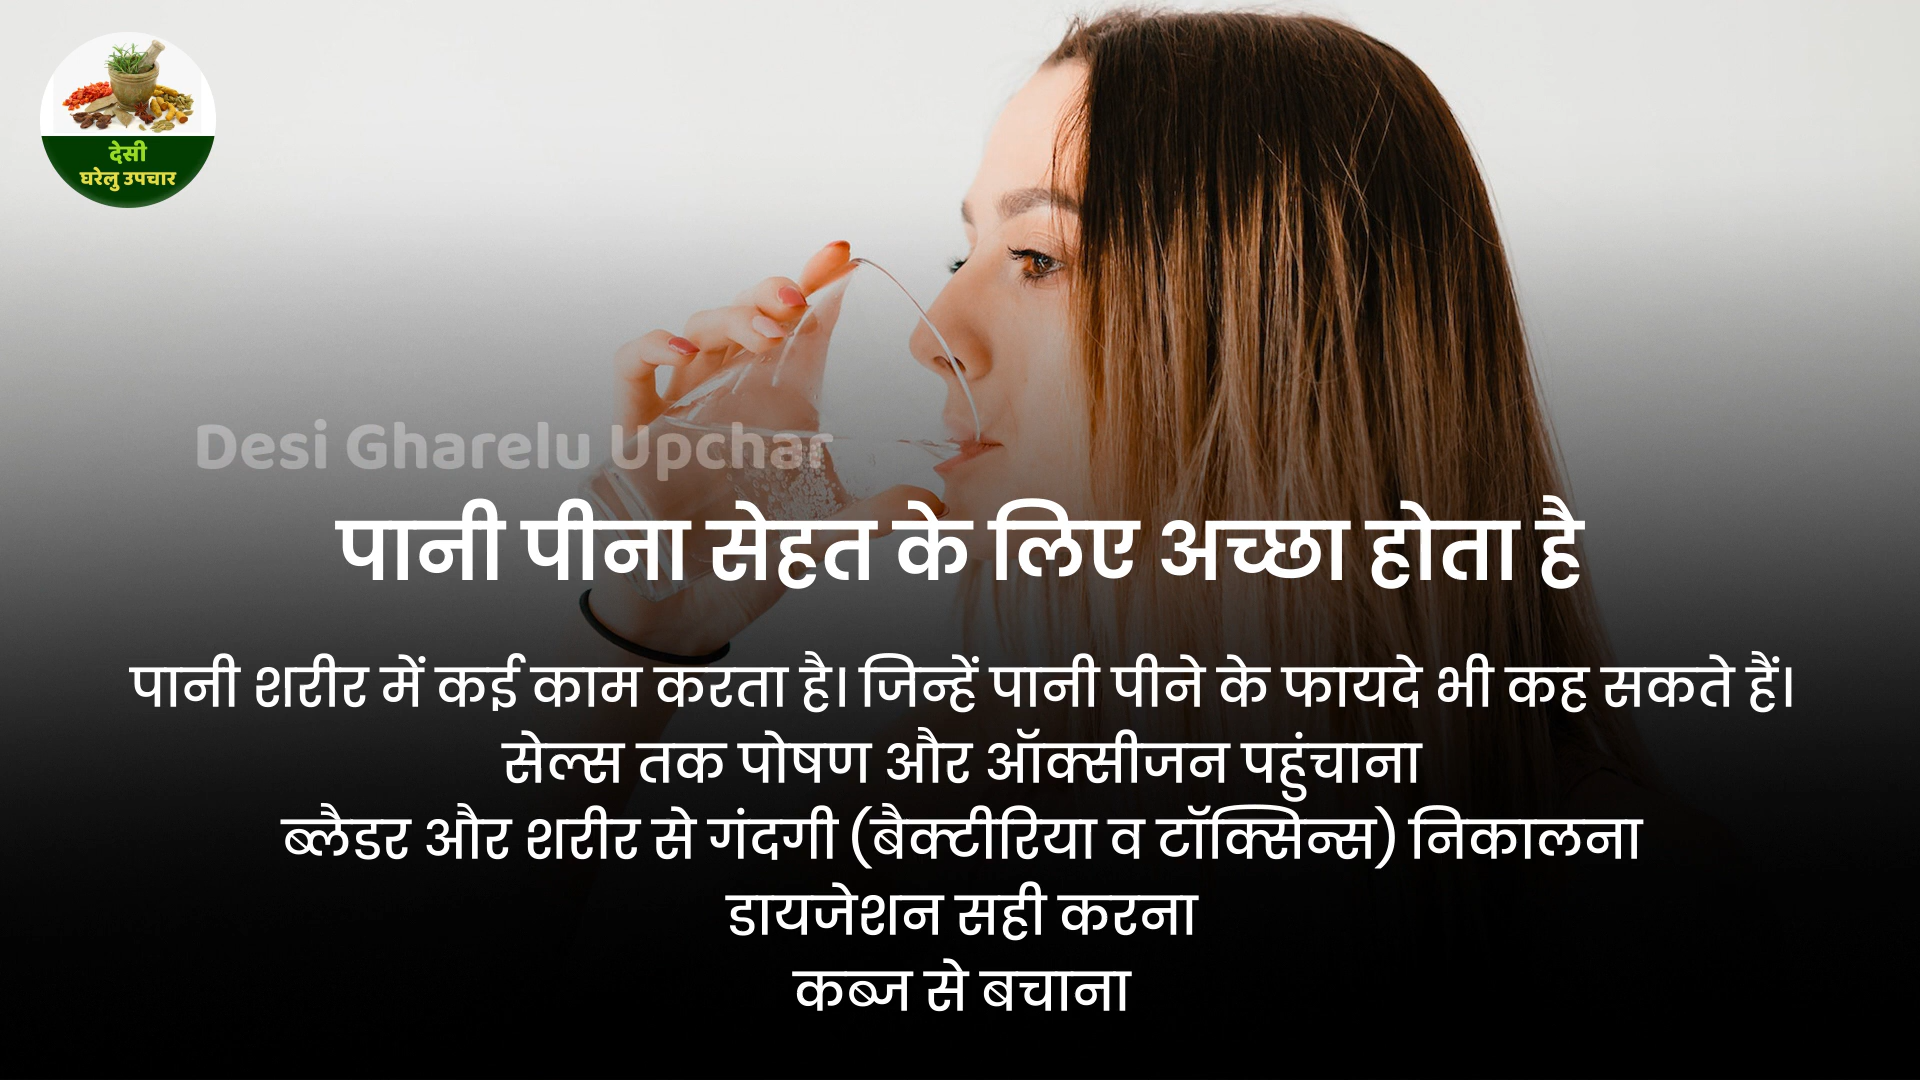 देसी
घरेलु उपचार
Desi Gharelu Upchar
पानी पीना सेहत के लिए अच्छा होता है
पानी शरीर में कई काम करता है। जिन्हें पानी पीने के फायदे भी कह सकते हैं।
सेल्स तक पोषण और ऑक्सीजन पहुंचाना
ब्लैडर और शरीर से गंदगी (बैक्टीरिया व टॉक्सिन्स) निकालना
डायजेशन सही करना
कब्ज से बचाना